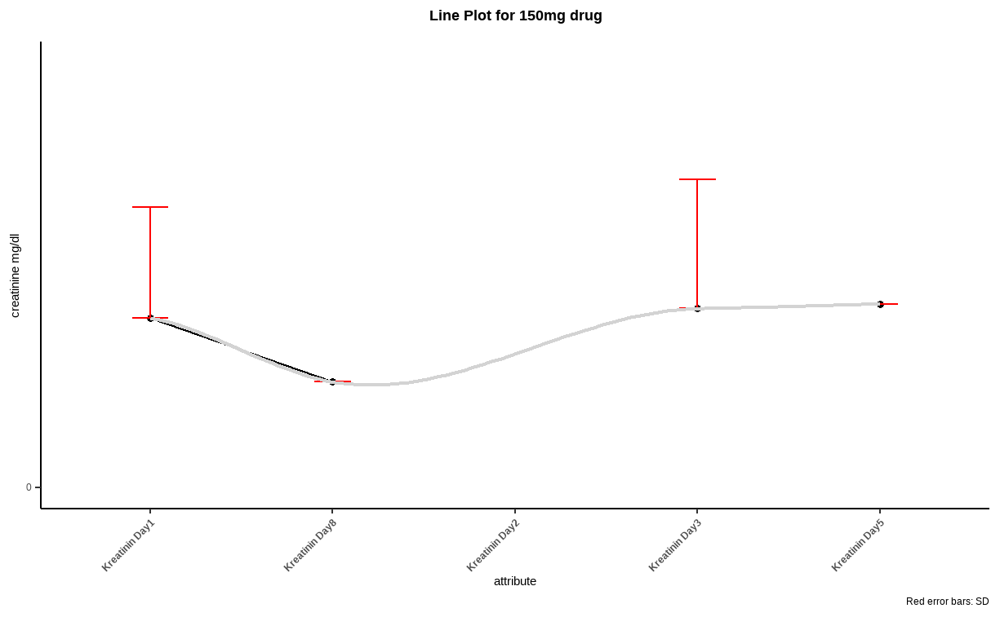 Line Plot for 150mg drug
creatinine mg/dl
0
Kreatinin Day1
Kreatinin Day8
Kreatinin Day2
Kreatinin Day3
Kreatinin Day5
attribute
Red error bars: SD